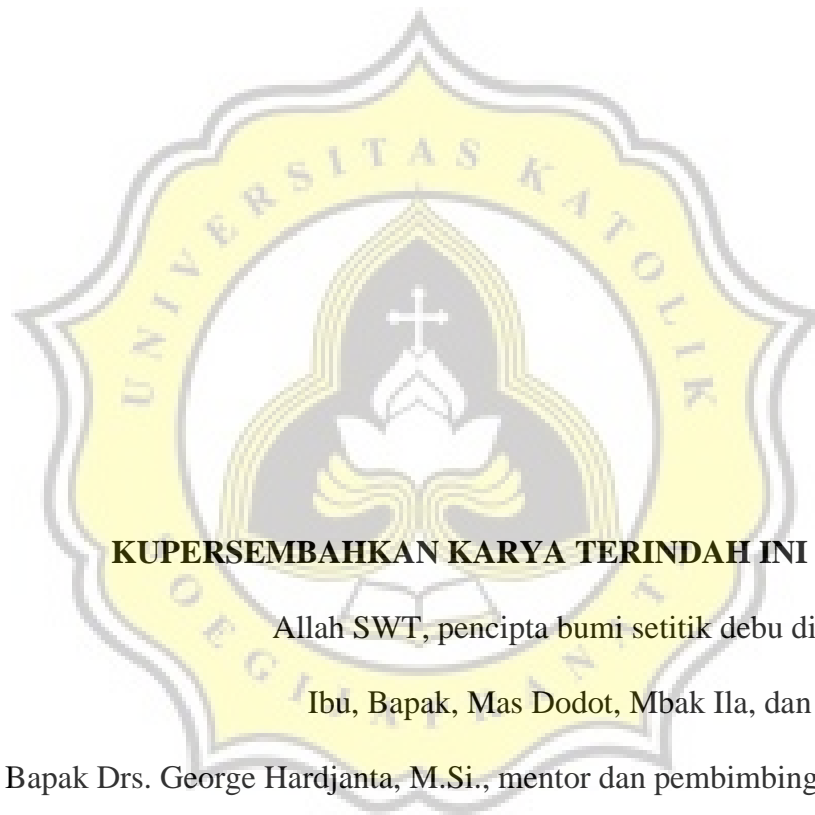 UNIVERSITAS KATOLIK
SOEGIJAPRANATA
KUPERSEMBAHKAN KARYA TERINDAH INI
Allah SWT, pencipta bumi setitik debu di
Ibu, Bapak, Mas Dodot, Mbak Ila, dan
Bapak Drs. George Hardjanta, M.Si., mentor dan pembimbing